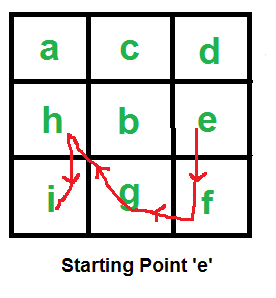 a c d
h b e
i g f
Starting Point 'e'